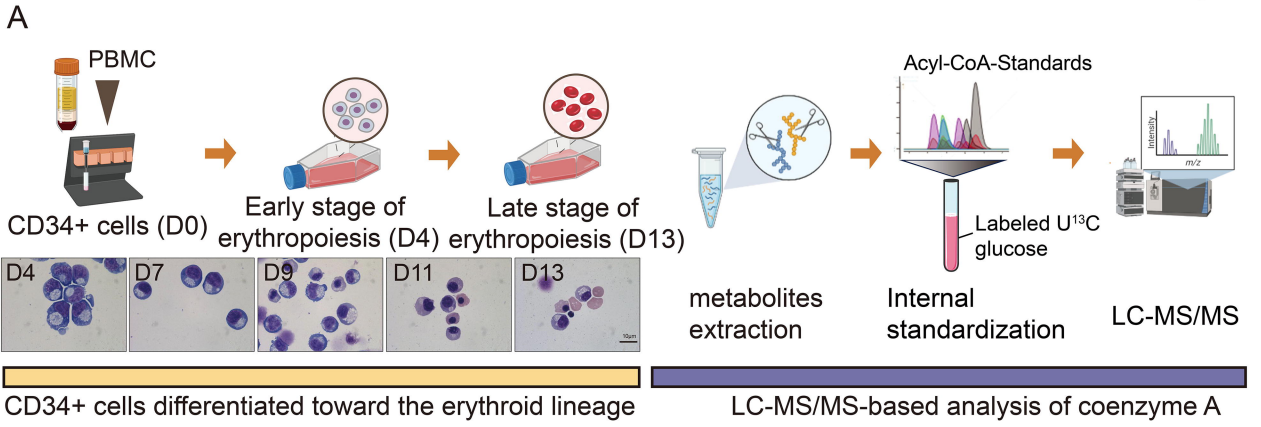 A
PBMC
CD34+ cells (D0)
Early stage of
erythropoiesis (D4)
Late stage of
erythropoiesis (D13)
D4
D7
D9
D11
D13
10μm
CD34+ cells differentiated toward the erythroid lineage
metabolites
extraction
Acyl-CoA-Standards
Labeled U¹³C
glucose
Internal
standardization
Intensity
m/z
LC-MS/MS
LC-MS/MS-based analysis of coenzyme A